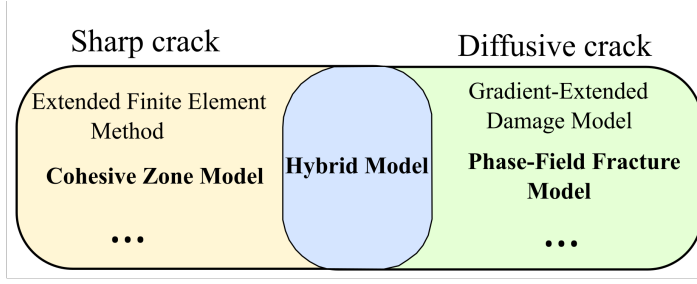 Sharp crack
Diffusive crack
Extended Finite Element
Method
Cohesive Zone Model
...
Hybrid Model
Gradient-Extended
Damage Model
Phase-Field Fracture
Model
...